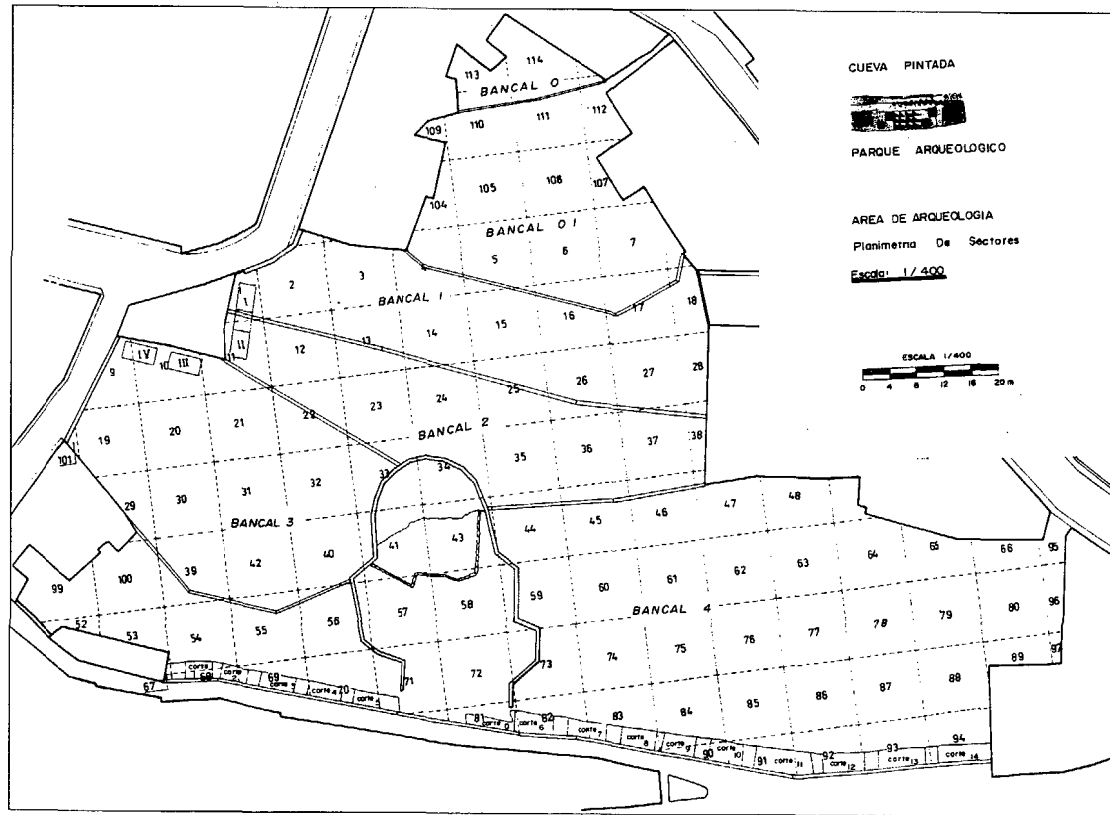 CUEVA PINTADA
PARQUE ARQUEOLOGICO
AREA DE ARQUEOLOGIA
Planimetria De Sectores
Escala: 1 / 400
ESCALA 1/400
0 4 8 12 16 20 m
113 114
BANCAL 0
109 110 111 112
104 105 106 107
BANCAL 0 1
2 3 4 5 6 7
I
BANCAL 1
II
11 12 13 14 15 16 17 18
IV III
9 10
19 20 21 22 23 24 25 26 27 28
BANCAL 2
101
29 30 31 32 33 34 35 36 37 38
BANCAL 3
39 42 40 41 43 44 45 46 47 48
99 100
52 53 54 55 56 57 58 59 60 61 62 63 64 65 66 95
BANCAL 4
67 68 69 70 71 72 73 74 75 76 77 78 79 80 96
corte corte 2 corte corte 4 corte
81 82 83 84 85 86 87 88 89 97
corte 0 corte 6 corte 7 corte 8 corte 9 corte 10 corte 11 corte 12 corte 13 corte 14
90 91 92 93 94